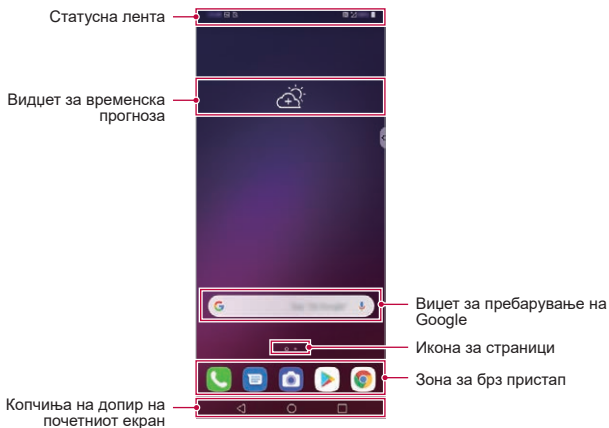 Статусна лента
Видџет за временска
прогноза
Виџет за пребарување на
Google
Икона за страници
Зона за брз пристап
Копчиња на допир на
почетниот екран